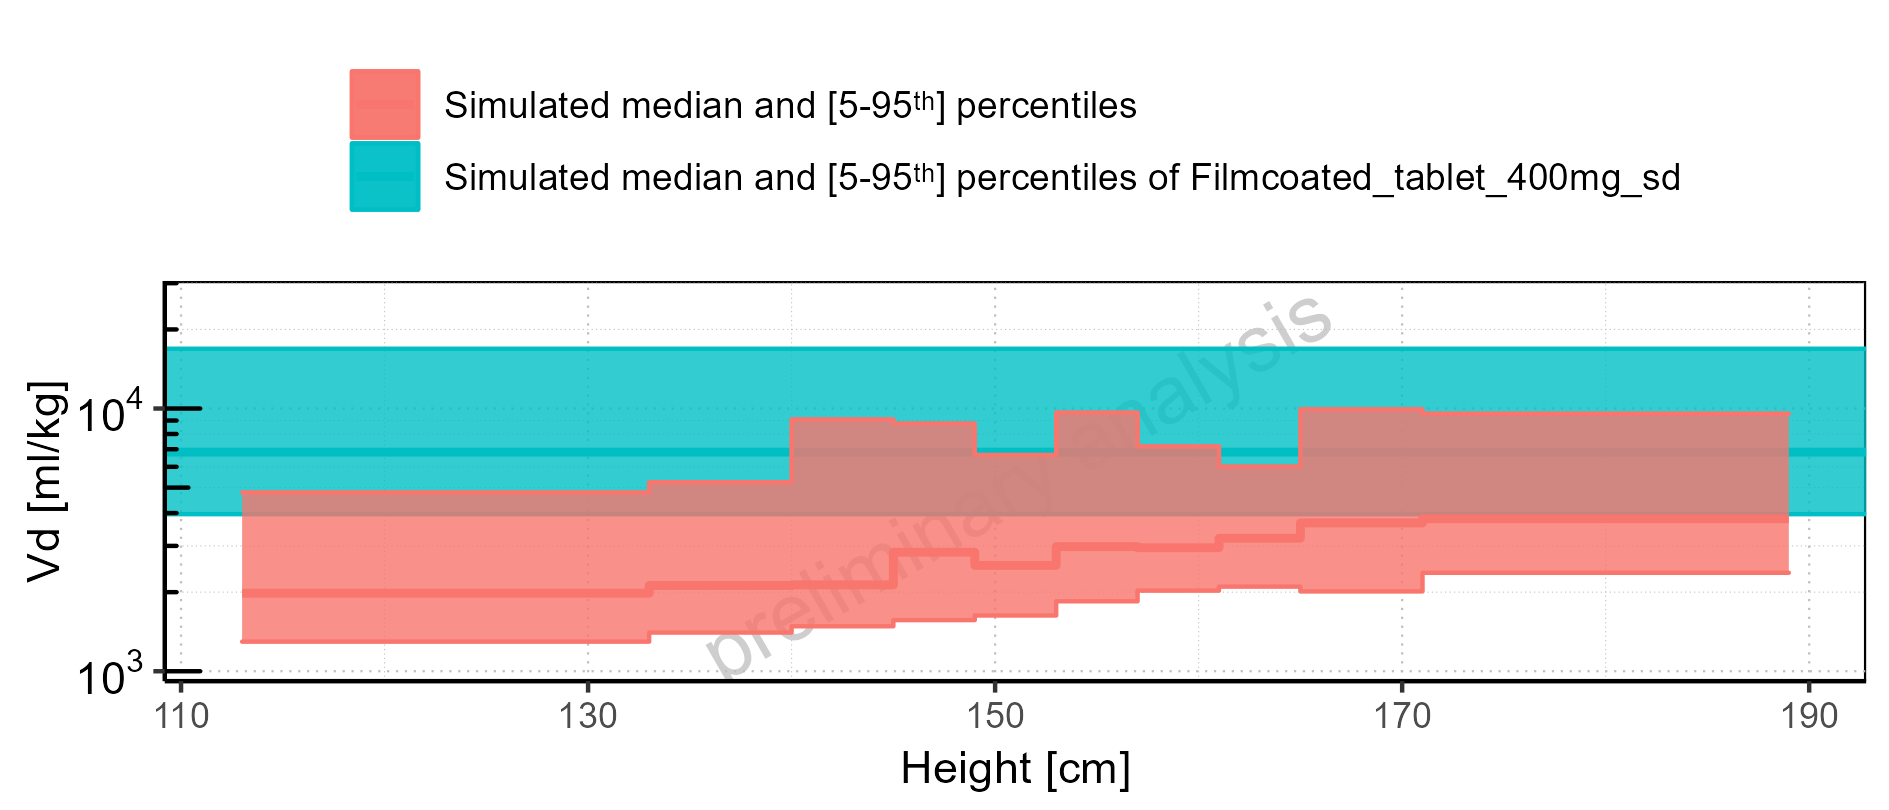 Simulated median and [5-95th] percentiles
Simulated median and [5-95th] percentiles of Filmcoated_tablet_400mg_sd
preliminary analysis
Vd [ml/kg]
10^4
10^3
110 130 150 170 190
Height [cm]